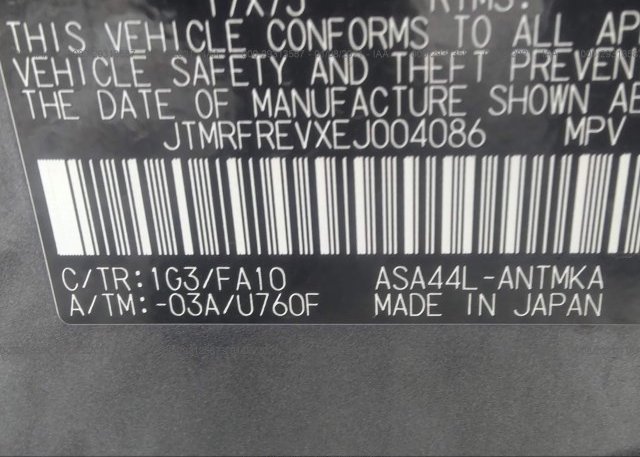 RTMS:
THIS VEHICLE CONFORMS TO ALL AP
VEHICLE SAFETY AND THEFT PREVEN
THE DATE OF MANUFACTURE SHOWN AB
JTMRFREVXEJ004086 MPV
C/TR:1G3/FA10 ASA44L-ANTMKA
A/TM:-03A/U760F MADE IN JAPAN